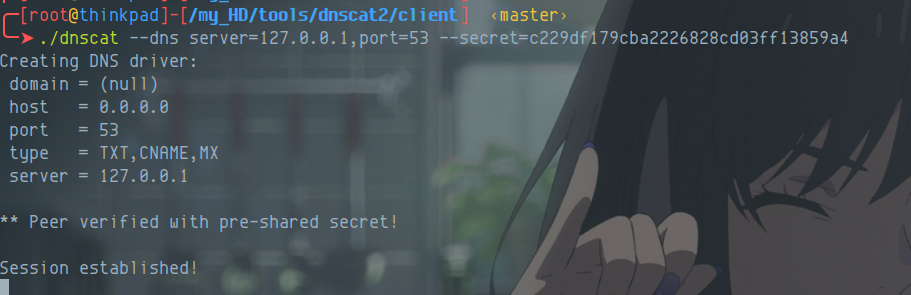 [root@thinkpad]-[/my_HD/tools/dnscat2/client] ‹master›
➤ ./dnscat --dns server=127.0.0.1,port=53 --secret=c229df179cba2226828cd03ff13859a4
Creating DNS driver:
 domain = (null)
 host   = 0.0.0.0
 port   = 53
 type   = TXT,CNAME,MX
 server = 127.0.0.1
** Peer verified with pre-shared secret!
Session established!